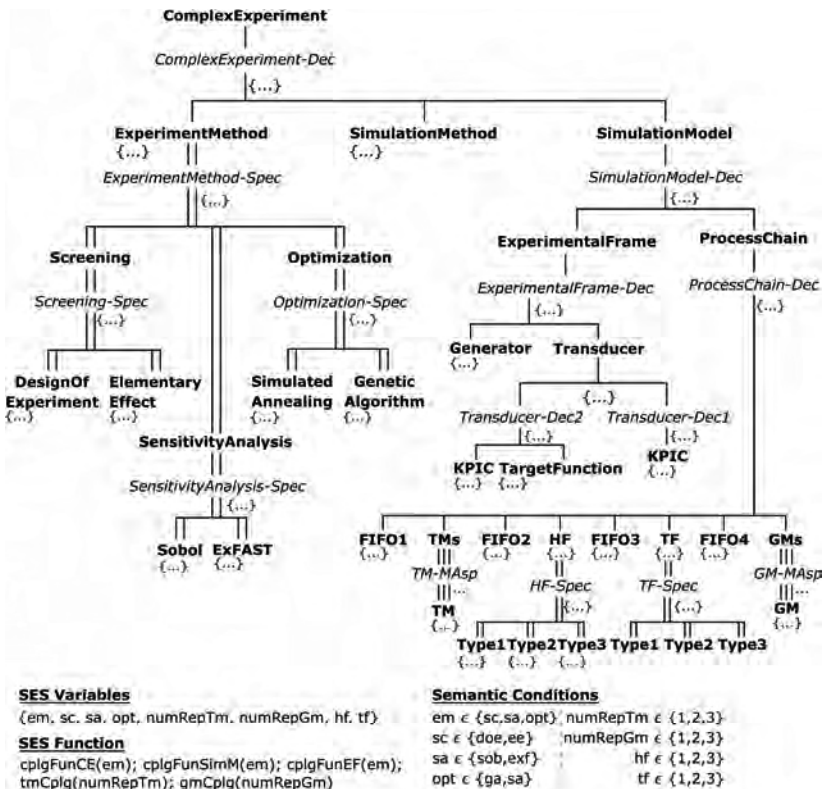 ComplexExperiment
ComplexExperiment-Dec
{...}
ExperimentMethod SimulationMethod SimulationModel
{...} {...}
ExperimentMethod-Spec SimulationModel-Dec
{...} {...}
ExperimentalFrame ProcessChain
Screening Optimization
ExperimentalFrame-Dec ProcessChain-Dec
Screening-Spec Optimization-Spec
{...} {...} {...} {...}
Generator Transducer
{...}
DesignOf Elementary Simulated Genetic
Experiment Effect Annealing Algorithm
{...} {...} {...} {...} {...}
Transducer-Dec2 Transducer-Dec1
{...} {...}
SensitivityAnalysis
KPIC TargetFunction KPIC
{...} {...} {...}
SensitivityAnalysis-Spec
{...}
FIFO1 TMs FIFO2 HF FIFO3 TF FIFO4 GMs
{...} {...} {...} {...} {...} {...}
Sobol ExFAST
{...} {...}
TM-MAsp HF-Spec TF-Spec GM-MAsp
... {...} {...} ...
TM GM
{...} {...}
Type1 Type2 Type3 Type1 Type2 Type3
{...} {...} {...}
SES Variables
{em, sc, sa, opt, numRepTm, numRepGm, hf, tf}
SES Function
cplgFunCE(em); cplgFunSimM(em); cplgFunEF(em);
tmCplg(numRepTm); gmCplg(numRepGm)
Semantic Conditions
em ϵ {sc,sa,opt} numRepTm ϵ {1,2,3}
sc ϵ {doe,ee} numRepGm ϵ {1,2,3}
sa ϵ {sob,exf} hf ϵ {1,2,3}
opt ϵ {ga,sa} tf ϵ {1,2,3}